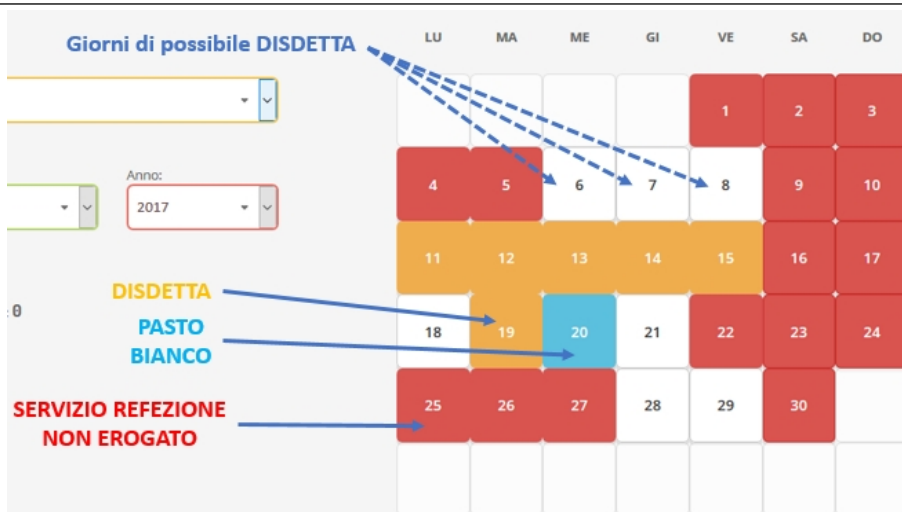 Giorni di possibile DISDETTA
LU MA ME GI VE SA DO
1 2 3
Anno:
2017
4 5 6 7 8 9 10
11 12 13 14 15 16 17
DISDETTA
: 0
PASTO
BIANCO
18 19 20 21 22 23 24
SERVIZIO REFEZIONE
NON EROGATO
25 26 27 28 29 30